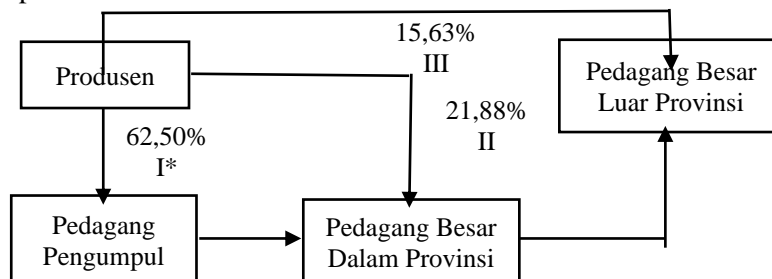 15,63%
III
Produsen
Pedagang Besar
Luar Provinsi
62,50%
I*
21,88%
II
Pedagang
Pengumpul
Pedagang Besar
Dalam Provinsi